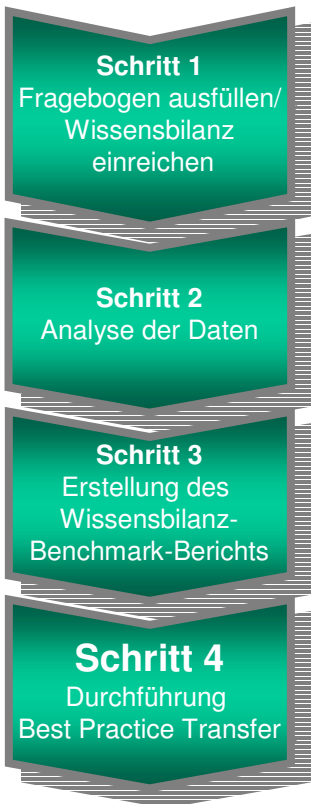 Schritt 1
Fragebogen ausfüllen/
Wissensbilanz
einreichen
Schritt 2
Analyse der Daten
Schritt 3
Erstellung des
Wissensbilanz-
Benchmark-Berichts
Schritt 4
Durchführung
Best Practice Transfer